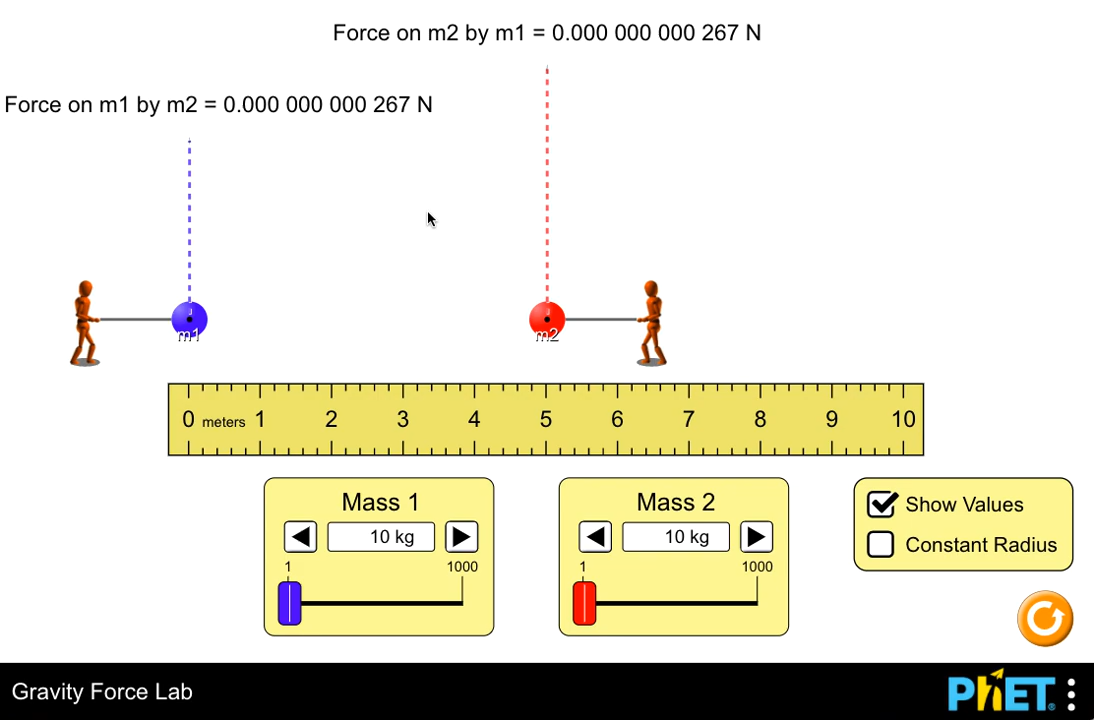 Force on m2 by m1 = 0.000 000 000 267 N
Force on m1 by m2 = 0.000 000 000 267 N
m1
m2
0 meters 1 2 3 4 5 6 7 8 9 10
Mass 1
10 kg
1 1000
Mass 2
10 kg
1 1000
Show Values
Constant Radius
Gravity Force Lab
PhET